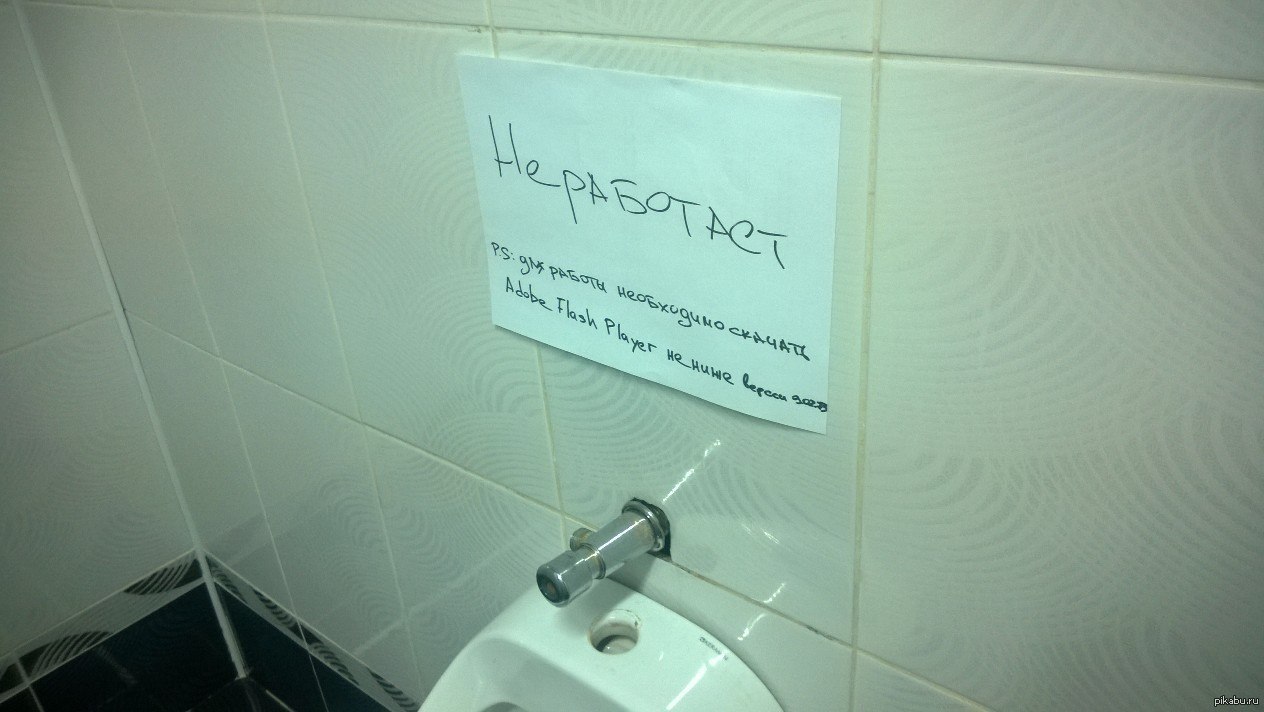 Не работает
P.S: для работы необходимо скачать
Adobe Flash Player не ниже версии
pikabu.ru